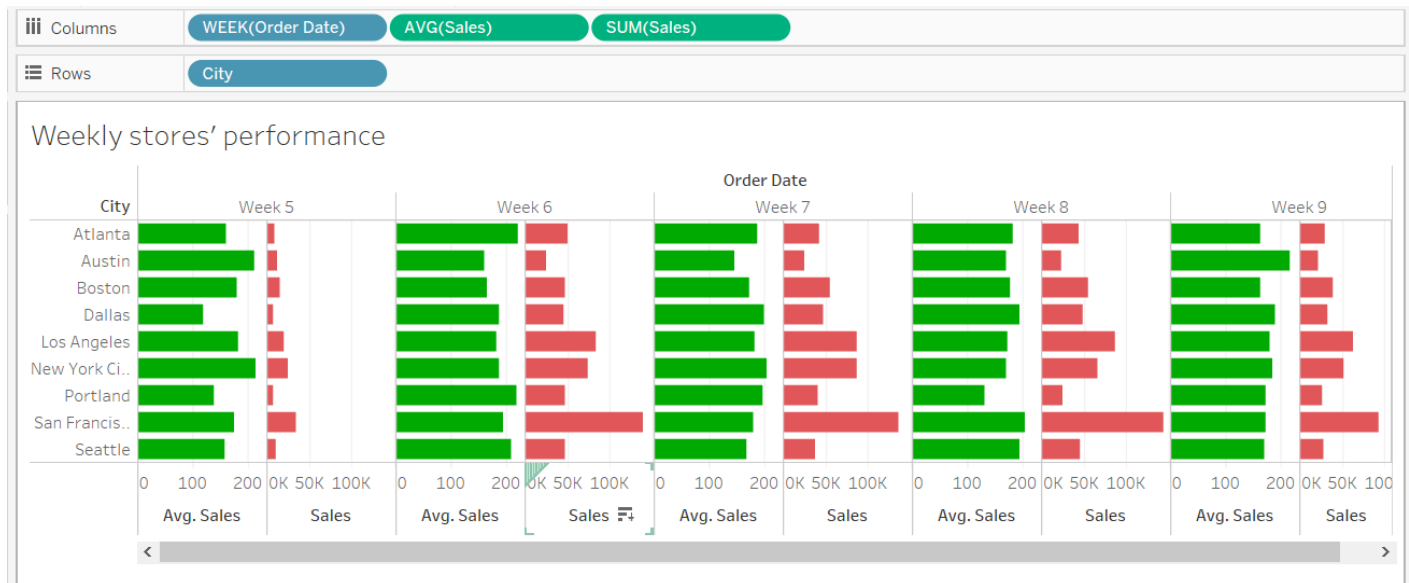 Columns WEEK(Order Date) AVG(Sales) SUM(Sales)
Rows City
Weekly stores’ performance
Order Date
City Week 5 Week 6 Week 7 Week 8 Week 9
Atlanta
Austin
Boston
Dallas
Los Angeles
New York Ci..
Portland
San Francis..
Seattle
0 100 200 0K 50K 100K 0 100 200 0K 50K 100K 0 100 200 0K 50K 100K 0 100 200 0K 50K 100K 0 100 200 0K 50K 100
Avg. Sales Sales Avg. Sales Sales Avg. Sales Sales Avg. Sales Sales Avg. Sales Sales